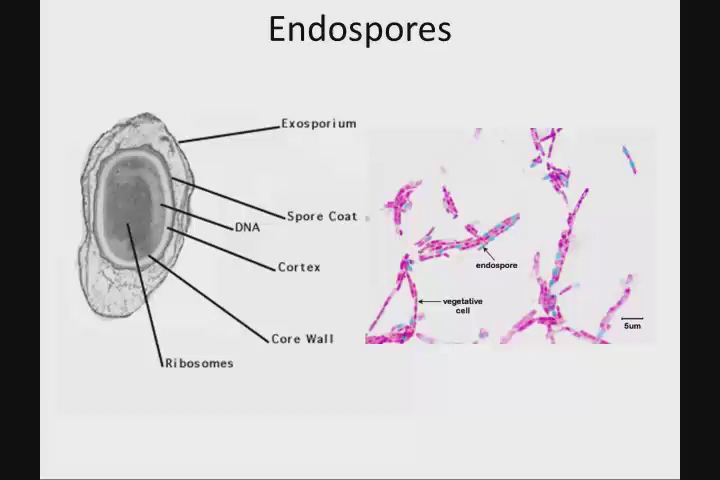 Endospores
Exosporium
Spore Coat
DNA
Cortex
Core Wall
Ribosomes
endospore
vegetative
cell
5um